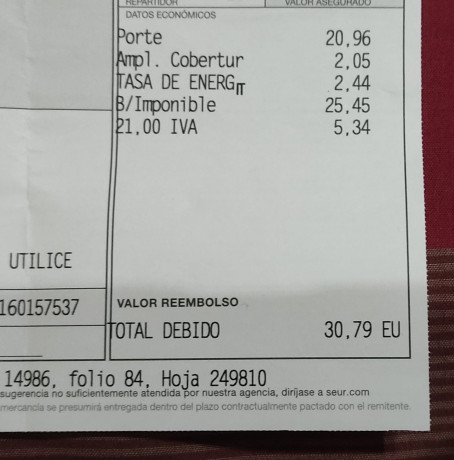 REPARTIDOR VALOR ASEGURADO
DATOS ECONÓMICOS
Porte 20,96
Ampl. Cobertur 2,05
TASA DE ENERGIT 2,44
B/Imponible 25,45
21,00 IVA 5,34
UTILICE
160157537
VALOR REEMBOLSO
TOTAL DEBIDO 30,79 EU
14986, folio 84, Hoja 249810
sugerencia no suficientemente atendida por nuestra agencia, diríjase a seur.com
mercancía se presumirá entregada dentro del plazo contractualmente pactado con el remitente.